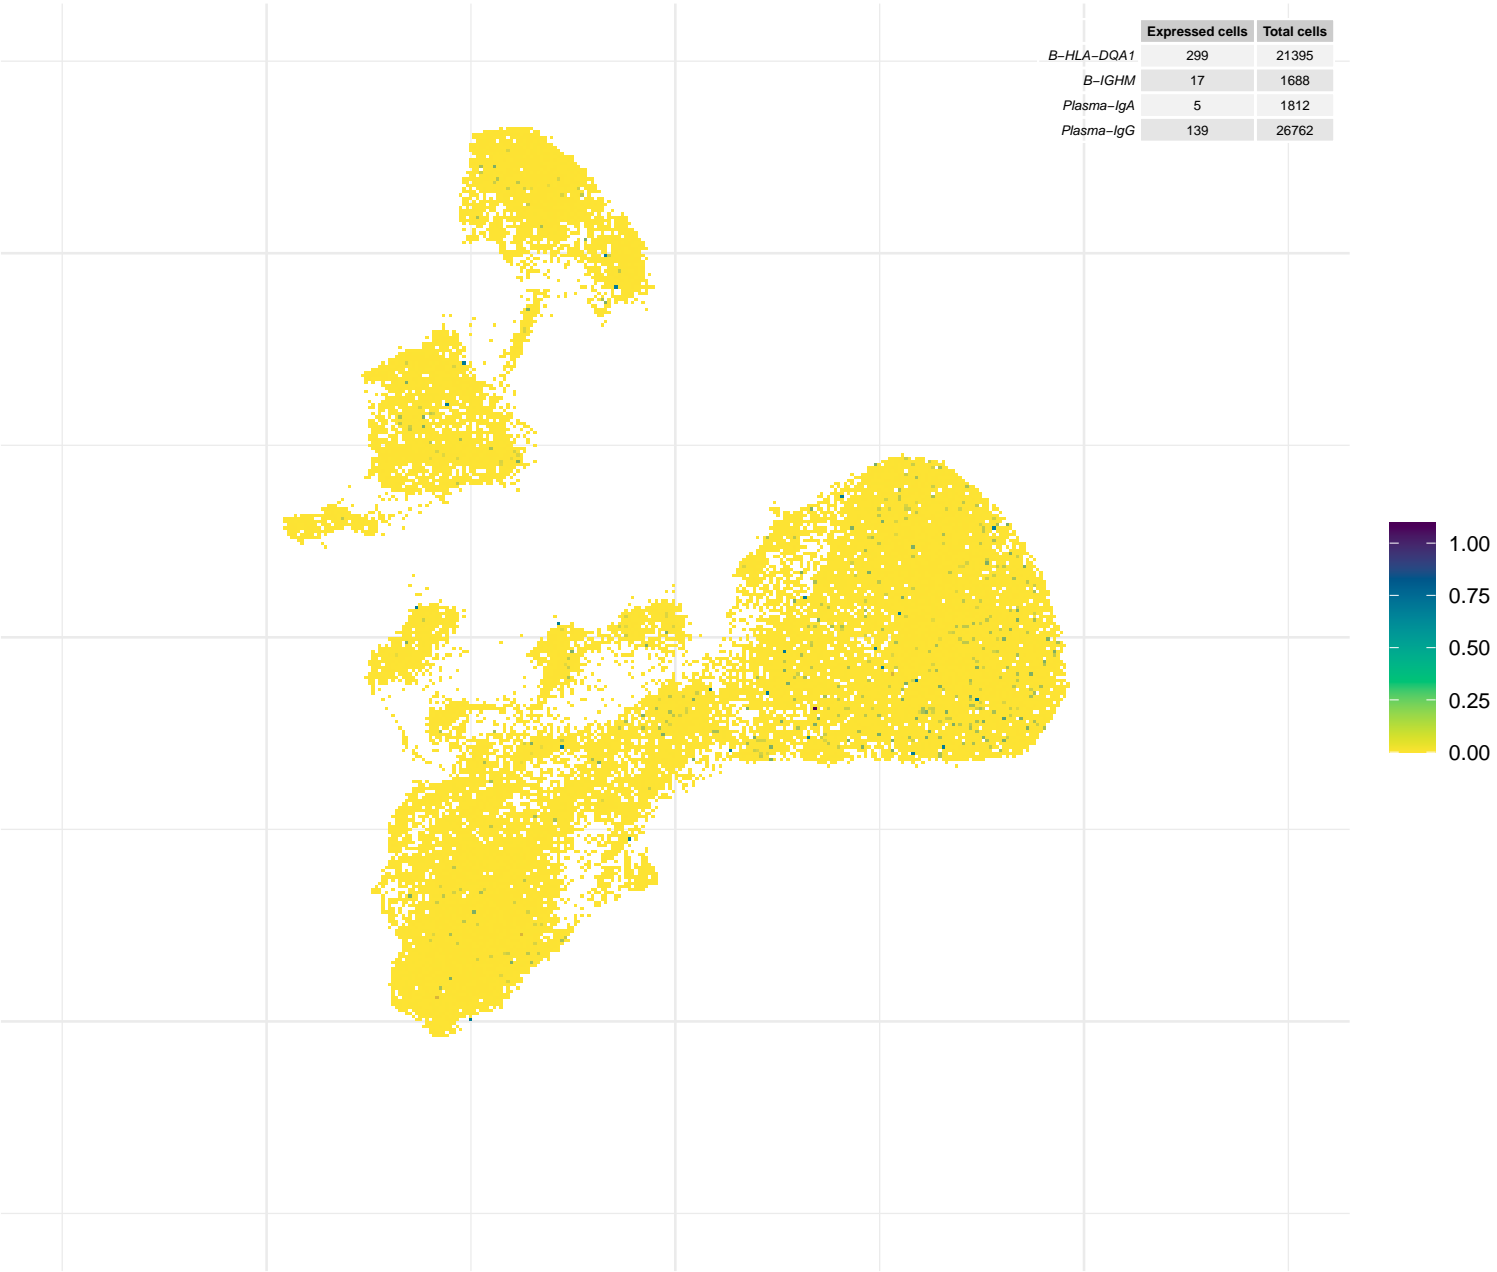 Expressed cells Total cells
B−HLA−DQA1 299 21395
B−IGHM 17 1688
Plasma−IgA 5 1812
Plasma−IgG 139 26762
1.00
0.75
0.50
0.25
0.00